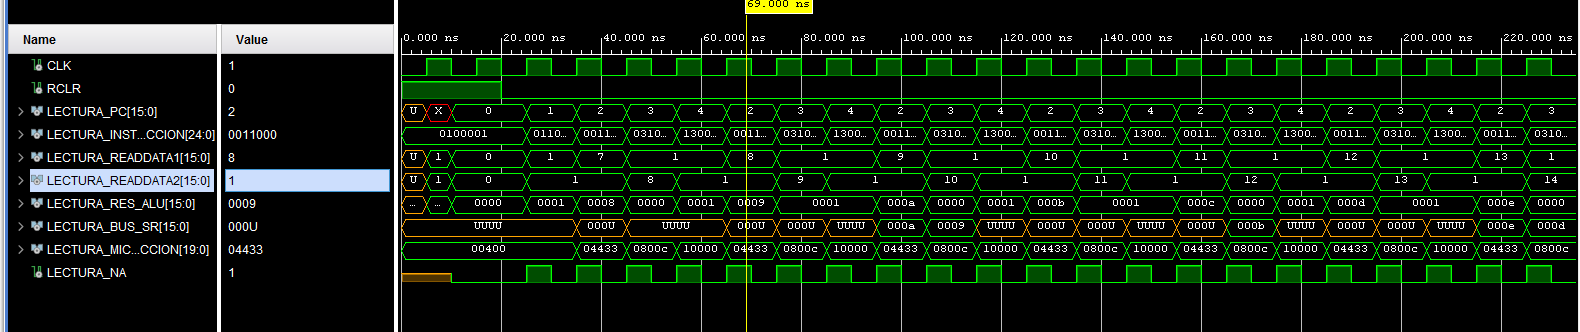 69.000 ns
Name Value
0.000 ns 20.000 ns 40.000 ns 60.000 ns 80.000 ns 100.000 ns 120.000 ns 140.000 ns 160.000 ns 180.000 ns 200.000 ns 220.000 ns
CLK 1
RCLR 0
LECTURA_PC[15:0] 2 U X 0 1 2 3 4 2 3 4 2 3 4 2 3 4 2 3 4 2 3 4 2 3
LECTURA_INST...CCION[24:0] 0011000 0100001 0110... 0011... 0310... 1300... 0011... 0310... 1300... 0011... 0310... 1300... 0011... 0310... 1300... 0011... 0310... 1300... 0011... 0310... 1300... 0011... 0310...
LECTURA_READDATA1[15:0] 8 U 1 0 1 7 1 8 1 9 1 10 1 11 1 12 1 13 1
LECTURA_READDATA2[15:0] 1 U 1 0 1 8 1 9 1 10 1 11 1 12 1 13 1 14
LECTURA_RES_ALU[15:0] 0009 ... ... 0000 0001 0008 0000 0001 0009 0001 000a 0000 0001 000b 0001 000c 0000 0001 000d 0001 000e 0000
LECTURA_BUS_SR[15:0] 000U UUUU 000U UUUU 000U 000U UUUU 000a 0009 UUUU 000U 000U UUUU 000U 000b UUUU 000U 000U UUUU 000e 000d
LECTURA_MIC...CCION[19:0] 04433 00400 04433 0800c 10000 04433 0800c 10000 04433 0800c 10000 04433 0800c 10000 04433 0800c 10000 04433 0800c 10000 04433 0800c
LECTURA_NA 1